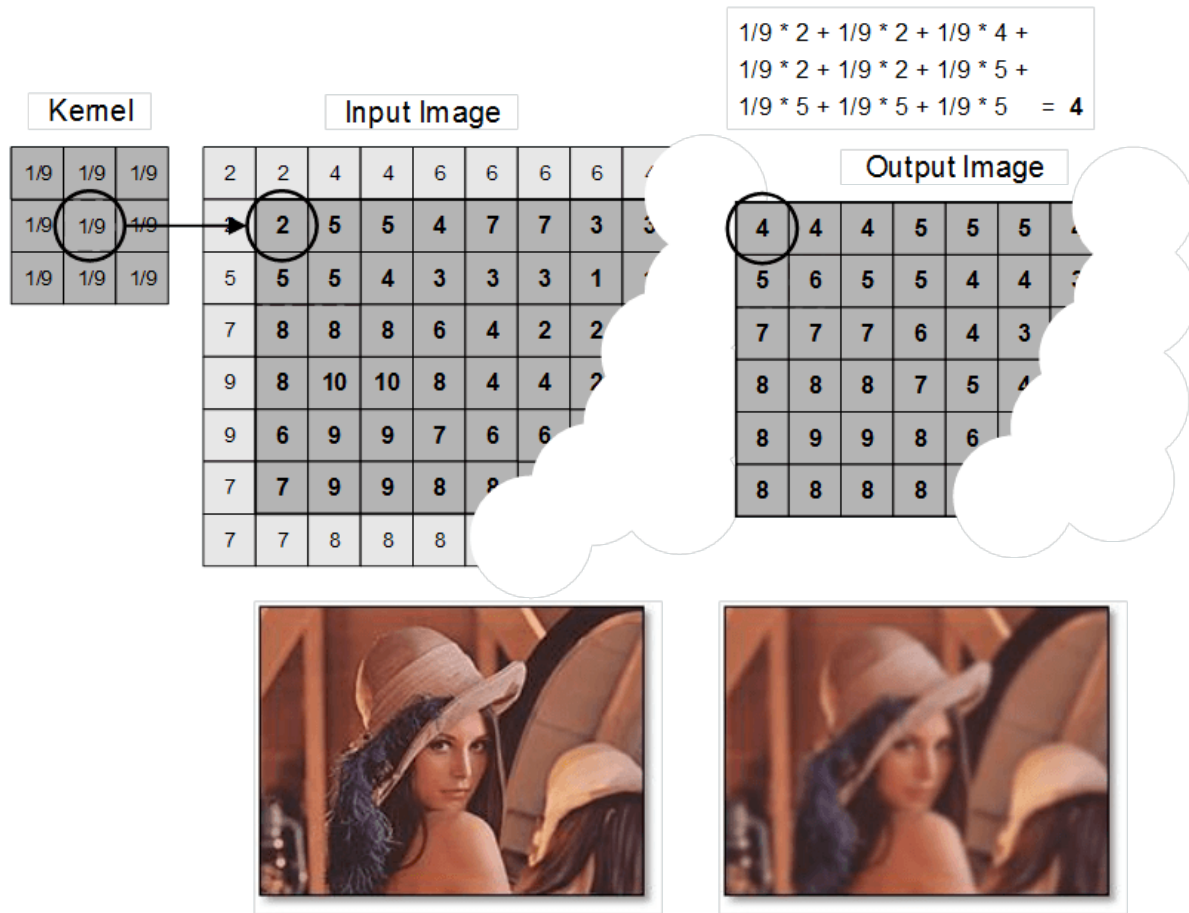 1/9 * 2 + 1/9 * 2 + 1/9 * 4 +
1/9 * 2 + 1/9 * 2 + 1/9 * 5 +
1/9 * 5 + 1/9 * 5 + 1/9 * 5 = 4
Kernel
1/9 1/9 1/9
1/9 1/9 1/9
1/9 1/9 1/9
Input Image
2 2 4 4 6 6 6 6
2 5 5 4 7 7 3 3
5 5 5 4 3 3 3 1
7 8 8 8 6 4 2 2
9 8 10 10 8 4 4 2
9 6 9 9 7 6 6
7 7 9 9 8 8
7 7 8 8 8
Output Image
4 4 4 5 5 5
5 6 5 5 4 4 3
7 7 7 6 4 3
8 8 8 7 5 4
8 9 9 8 6
8 8 8 8